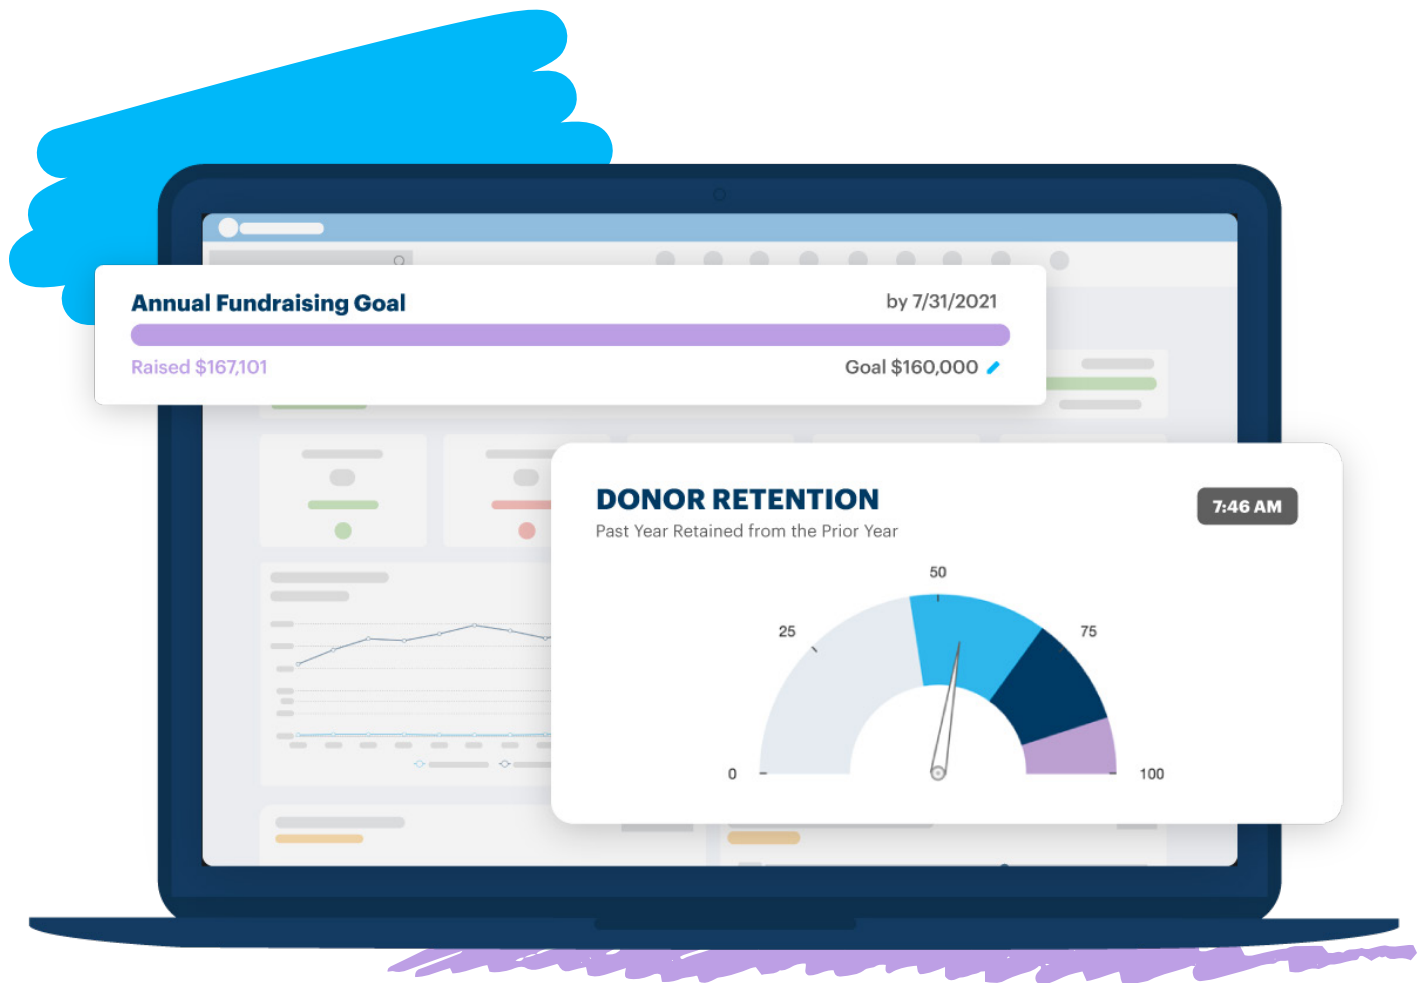 Annual Fundraising Goal
by 7/31/2021
Raised $167,101
Goal $160,000
DONOR RETENTION
7:46 AM
Past Year Retained from the Prior Year
50
25
75
0
100